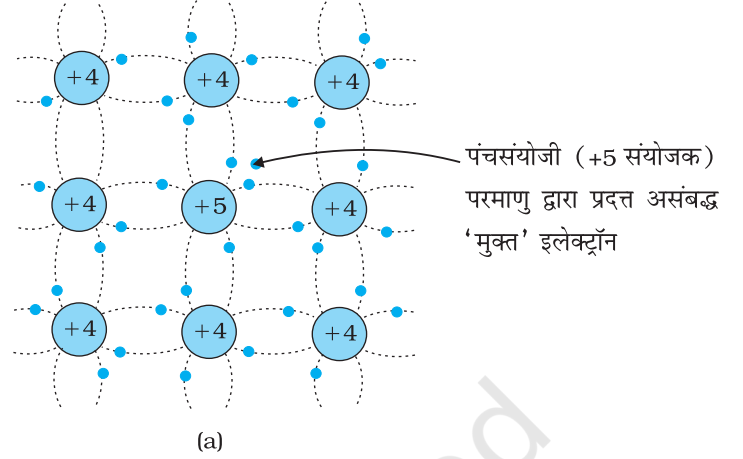 +4 +4 +4
पंचसंयोजी (+5 संयोजक)
परमाणु द्वारा प्रदत्त असंबद्ध
‘मुक्त’ इलेक्ट्रॉन
+4 +5 +4
+4 +4 +4
(a)